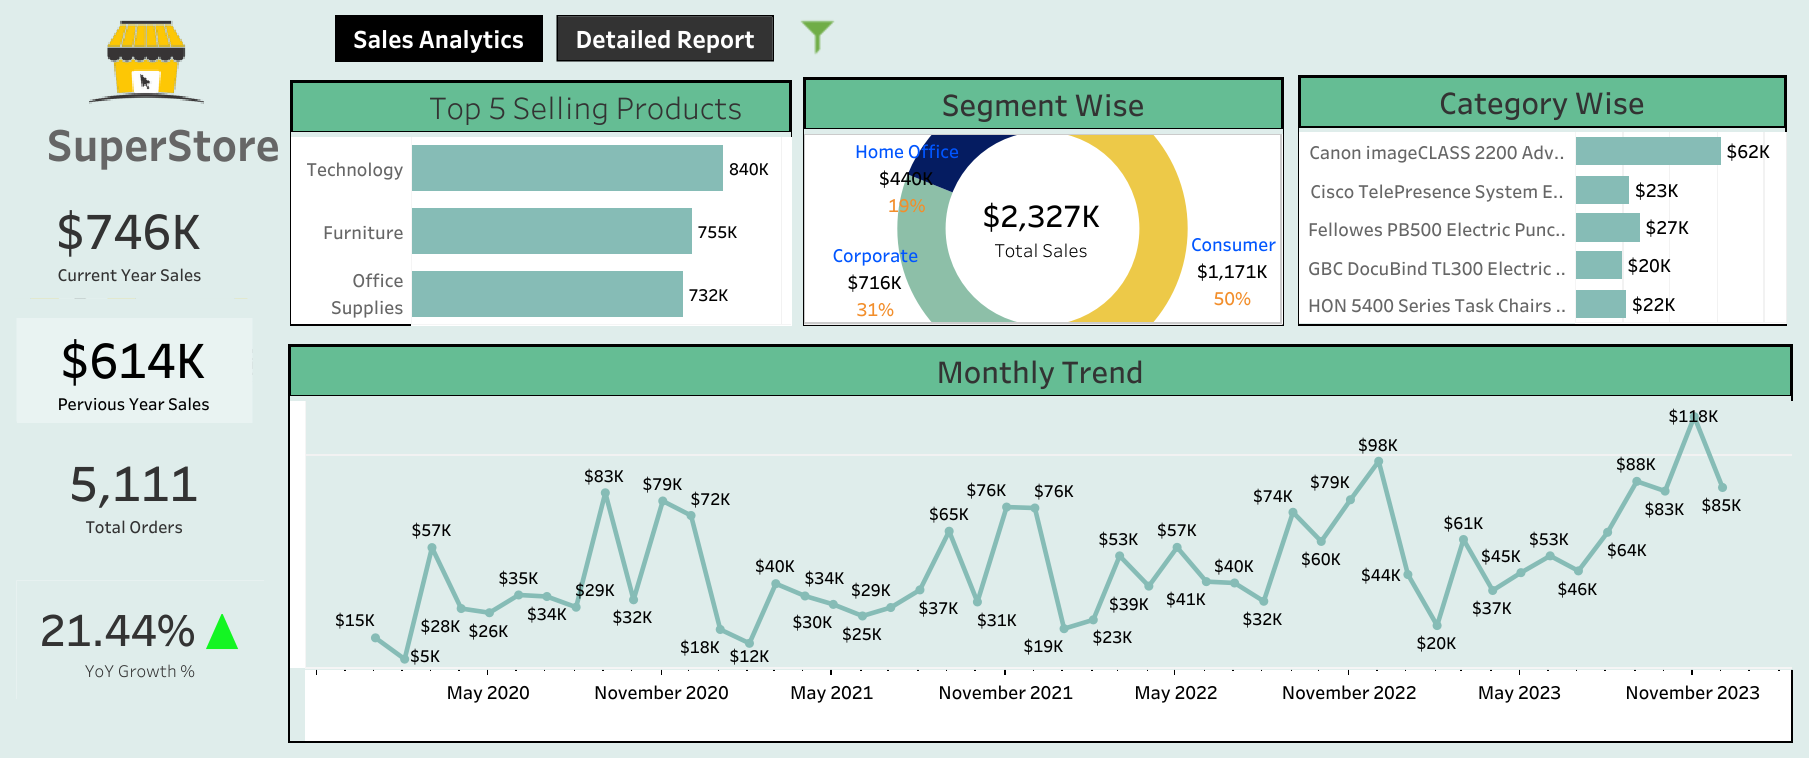 SuperStore
$746K
Current Year Sales
$614K
Pervious Year Sales
5,111
Total Orders
21.44%
YoY Growth %
Sales Analytics
Detailed Report
Top 5 Selling Products
Technology
840K
Furniture
755K
Office
Supplies
732K
Segment Wise
Home Office
$440K
19%
Corporate
$716K
31%
$2,327K
Total Sales
Consumer
$1,171K
50%
Category Wise
Canon imageCLASS 2200 Adv..
$62K
Cisco TelePresence System E..
$23K
Fellowes PB500 Electric Punc..
$27K
GBC DocuBind TL300 Electric ..
$20K
HON 5400 Series Task Chairs ..
$22K
Monthly Trend
$15K
$5K
$57K
$28K
$26K
$35K
$34K
$29K
$83K
$32K
$79K
$72K
$18K
$12K
$40K
$30K
$34K
$25K
$29K
$37K
$65K
$31K
$76K
$76K
$19K
$23K
$53K
$39K
$57K
$41K
$40K
$32K
$74K
$60K
$79K
$98K
$44K
$20K
$61K
$37K
$45K
$53K
$46K
$64K
$88K
$83K
$118K
$85K
May 2020
November 2020
May 2021
November 2021
May 2022
November 2022
May 2023
November 2023